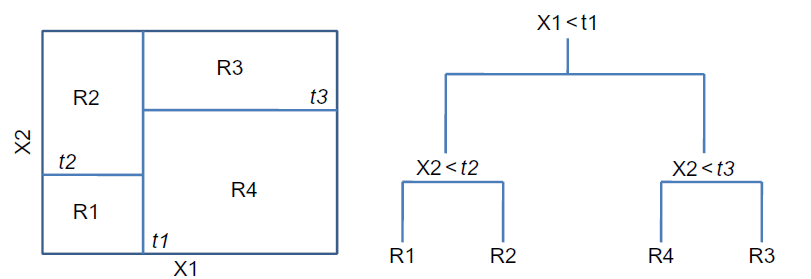 R3
R2
t3
X2
t2
R4
R1
t1
X1
X1 < t1
X2 < t2
X2 < t3
R1
R2
R4
R3